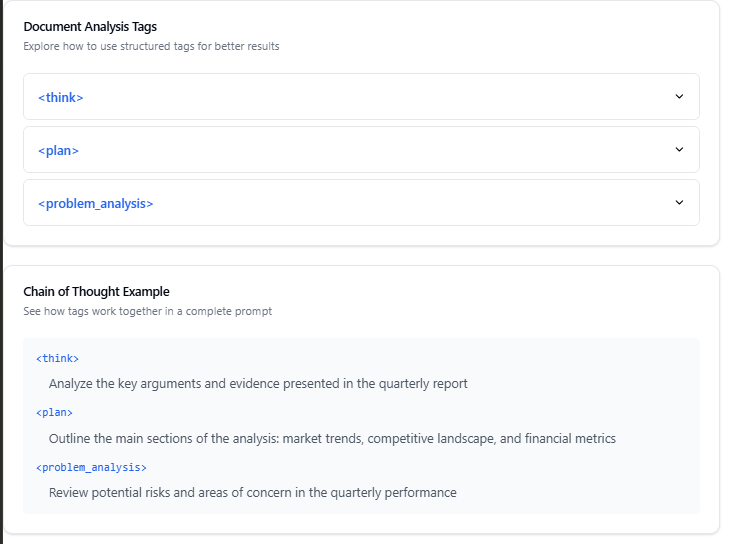 Document Analysis Tags
Explore how to use structured tags for better results
<think>
<plan>
<problem_analysis>
Chain of Thought Example
See how tags work together in a complete prompt
<think>
Analyze the key arguments and evidence presented in the quarterly report
<plan>
Outline the main sections of the analysis: market trends, competitive landscape, and financial metrics
<problem_analysis>
Review potential risks and areas of concern in the quarterly performance